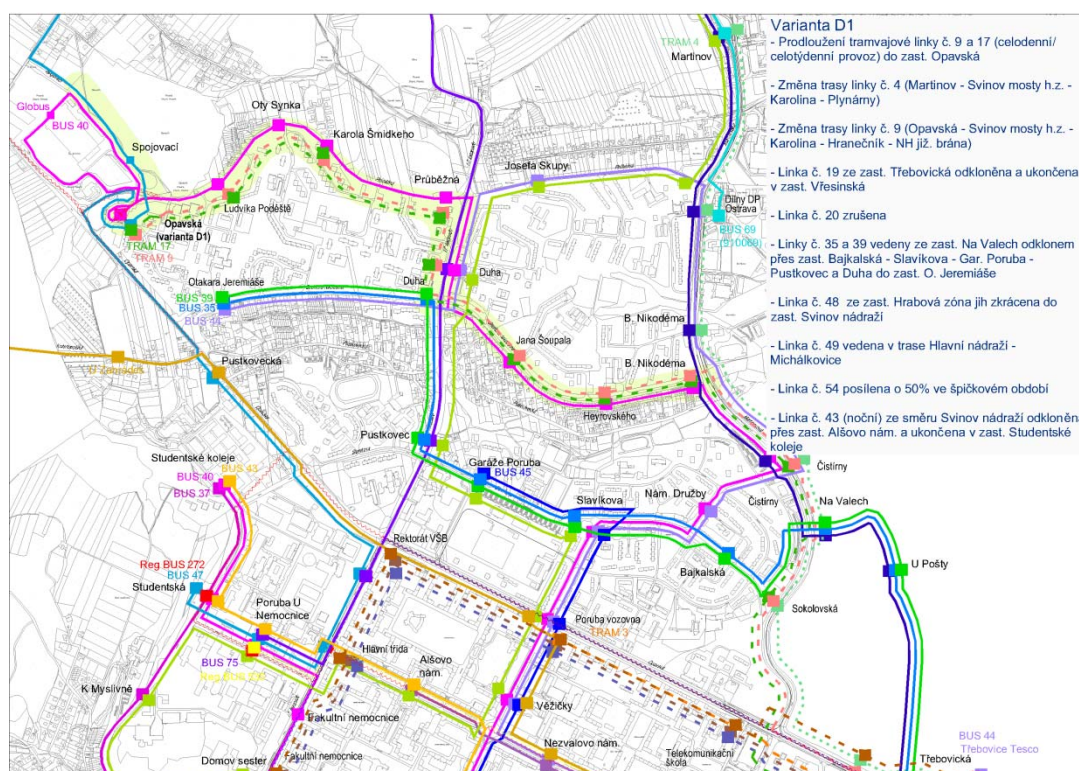 Varianta D1
- Prodloužení tramvajové linky č. 9 a 17 (celodenní/
celotýdenní provoz) do zast. Opavská
- Změna trasy linky č. 4 (Martinov - Svinov mosty h.z. -
Karolina - Plynárny)
- Změna trasy linky č. 9 (Opavská - Svinov mosty h.z. -
Karolina - Hranečník - NH již. brána)
- Linka č. 19 ze zast. Třebovická odkloněna a ukončena
v zast. Vřesinská
- Linka č. 20 zrušena
- Linky č. 35 a 39 vedeny ze zast. Na Valech odklonem
přes zast. Bajkalská - Slavíkova - Gar. Poruba -
Pustkovec a Duha do zast. O. Jeremiáše
- Linka č. 48 ze zast. Hrabová zóna jih zkrácena do
zast. Svinov nádraží
- Linka č. 49 vedena v trase Hlavní nádraží -
Michálkovice
- Linka č. 54 posílena o 50% ve špičkovém období
- Linka č. 43 (noční) ze směru Svinov nádraží odkloněna
přes zast. Alšovo nám. a ukončena v zast. Studentské
koleje
TRAM 4
Martinov
Globus
BUS 40
Oty Synka
Karola Šmidkeho
Spojovací
Josefa Skupy
Průběžná
Ludvíka Poděště
Dílny DP
Ostrava
BUS 69
(910069)
Opavská
(varianta D1)
TRAM 17
TRAM 9
Otakara Jeremiáše
BUS 39
BUS 35
BUS 44
Duha
Duha
Jana Šoupala
B. Nikodéma
B. Nikodéma
Pustkovecká
Heyrovského
Pustkovec
Studentské koleje
BUS 40
BUS 43
BUS 37
Garáže Poruba
BUS 45
Nám. Družby
Čistírny
Čistírny
Slavíkova
Na Valech
Rektorát VŠB
Reg BUS 272
BUS 47
Studentská
Bajkalská
U Pošty
Sokolovská
Poruba U
Nemocnice
Poruba vozovna
TRAM 3
BUS 75
Hlavní třída
Alšovo
nám.
K Myslivně
Fakultní nemocnice
Věžičky
Fakultní nemocnice
Domov sester
Nezvalovo nám.
Telekomunikační
škola
BUS 44
Třebovice Tesco
Třebovická